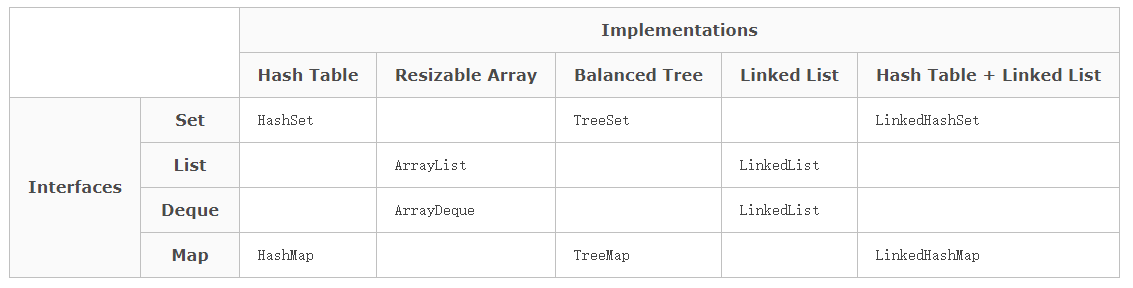 Implementations
Hash Table Resizable Array Balanced Tree Linked List Hash Table + Linked List
Interfaces
Set HashSet TreeSet LinkedHashSet
List ArrayList LinkedList
Deque ArrayDeque LinkedList
Map HashMap TreeMap LinkedHashMap